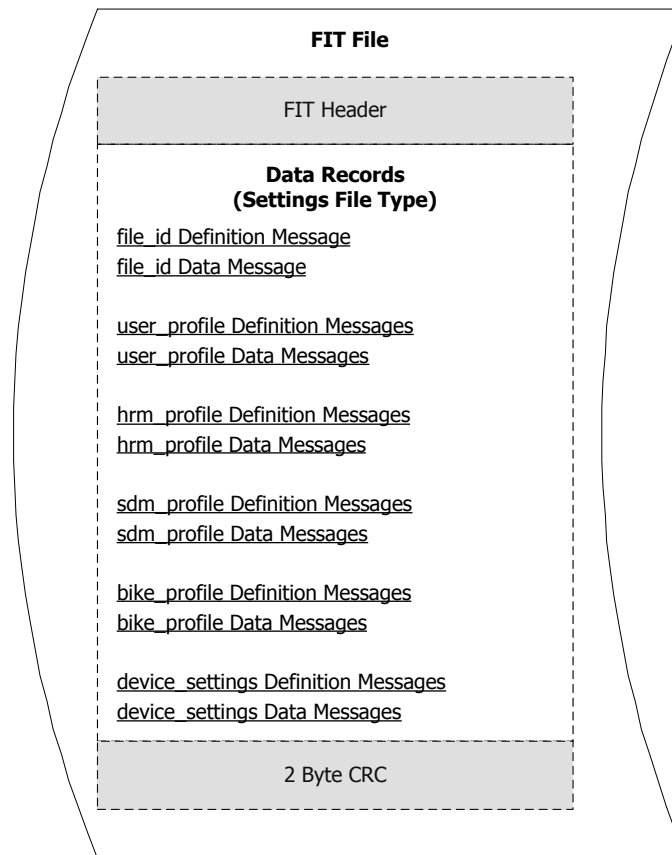 FIT File
FIT Header
Data Records
(Settings File Type)
file_id Definition Message
file_id Data Message
user_profile Definition Messages
user_profile Data Messages
hrm_profile Definition Messages
hrm_profile Data Messages
sdm_profile Definition Messages
sdm_profile Data Messages
bike_profile Definition Messages
bike_profile Data Messages
device_settings Definition Messages
device_settings Data Messages
2 Byte CRC